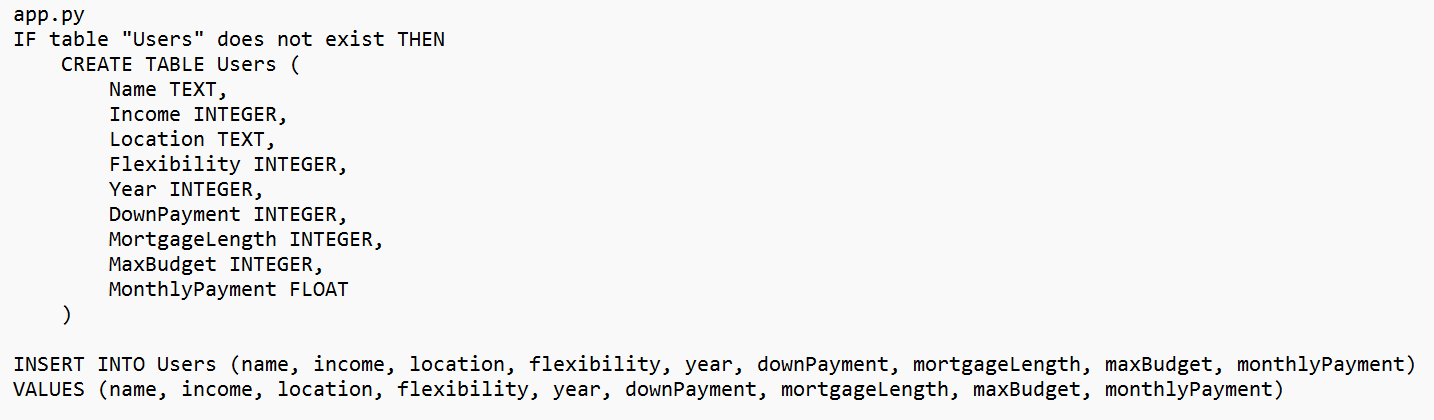 app.py
IF table "Users" does not exist THEN
    CREATE TABLE Users (
        Name TEXT,
        Income INTEGER,
        Location TEXT,
        Flexibility INTEGER,
        Year INTEGER,
        DownPayment INTEGER,
        MortgageLength INTEGER,
        MaxBudget INTEGER,
        MonthlyPayment FLOAT
    )

INSERT INTO Users (name, income, location, flexibility, year, downPayment, mortgageLength, maxBudget, monthlyPayment)
VALUES (name, income, location, flexibility, year, downPayment, mortgageLength, maxBudget, monthlyPayment)